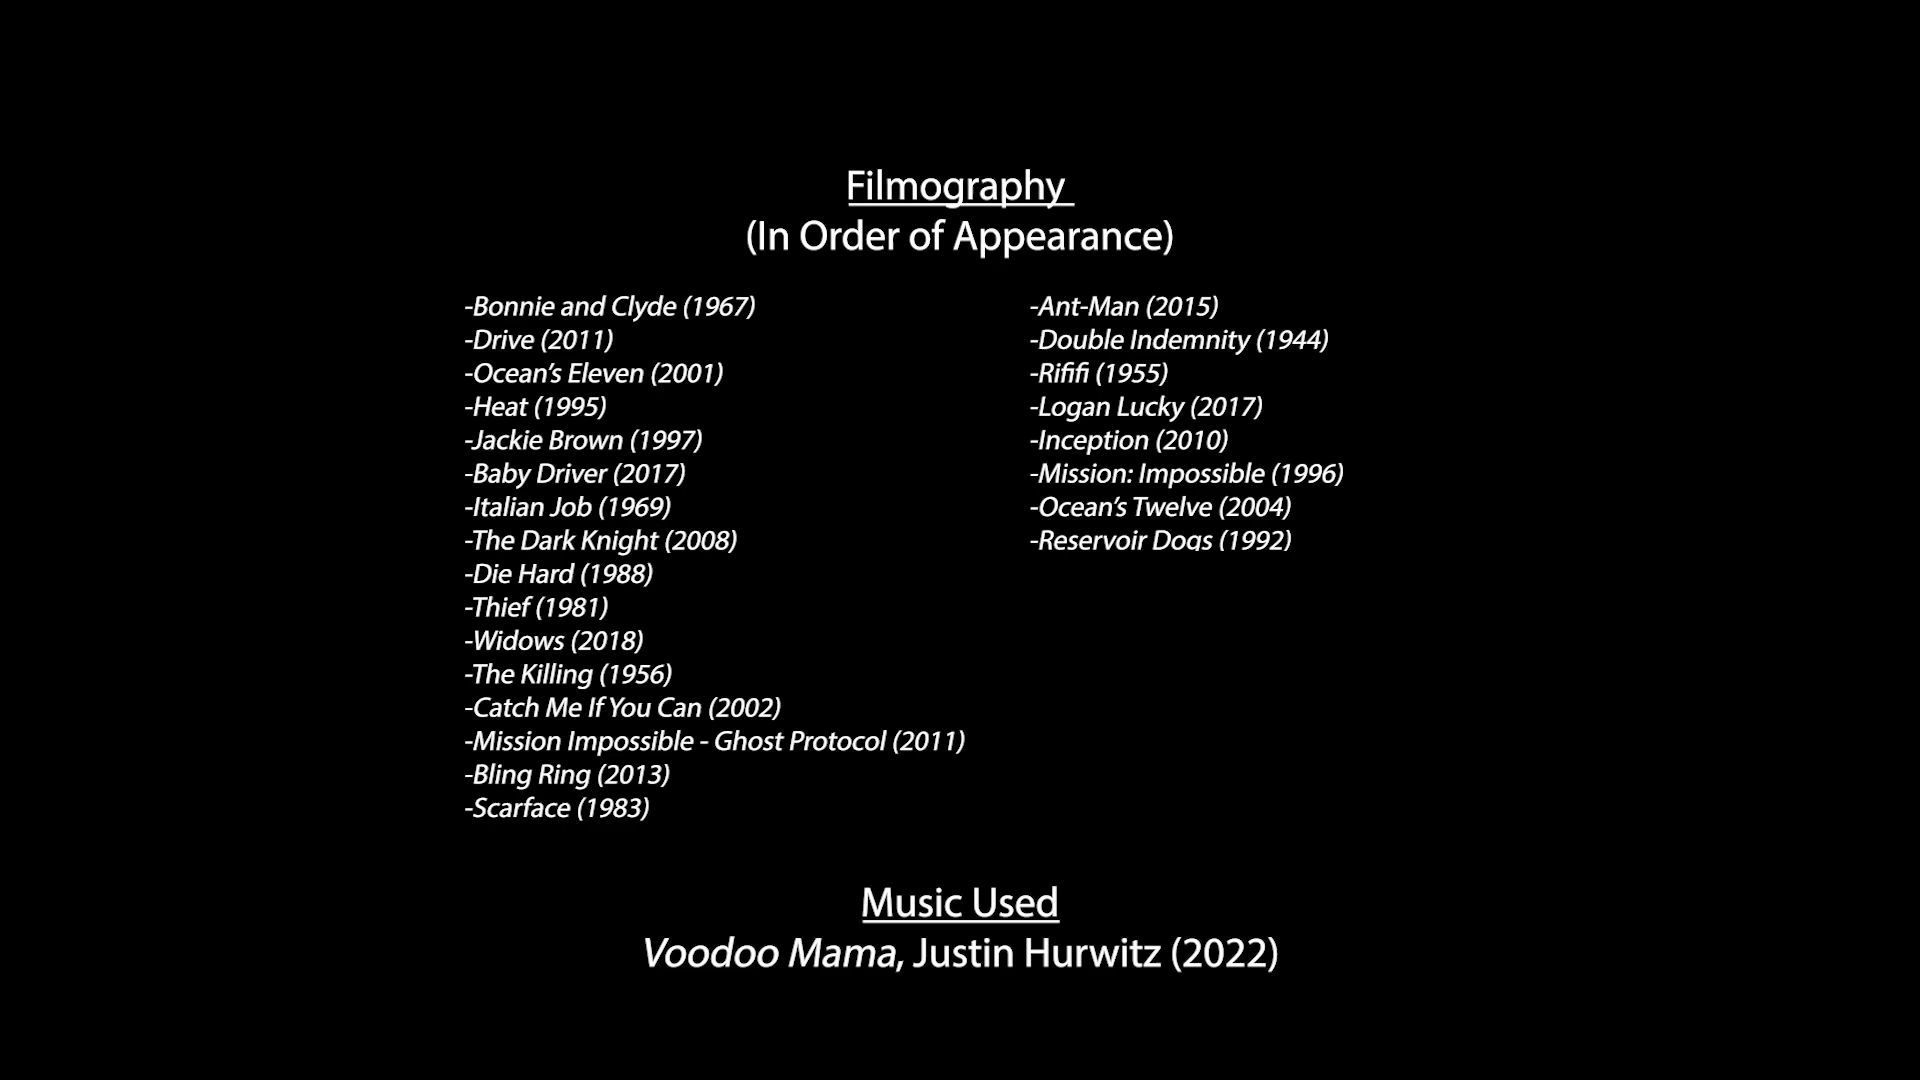 Filmography
(In Order of Appearance)
-Bonnie and Clyde (1967)
-Drive (2011)
-Ocean's Eleven (2001)
-Heat (1995)
-Jackie Brown (1997)
-Baby Driver (2017)
-Italian Job (1969)
-The Dark Knight (2008)
-Die Hard (1988)
-Thief (1981)
-Widows (2018)
-The Killing (1956)
-Catch Me If You Can (2002)
-Mission Impossible - Ghost Protocol (2011)
-Bling Ring (2013)
-Scarface (1983)
-Ant-Man (2015)
-Double Indemnity (1944)
-Rififi (1955)
-Logan Lucky (2017)
-Inception (2010)
-Mission: Impossible (1996)
-Ocean's Twelve (2004)
-Reservoir Dogs (1992)
Music Used
Voodoo Mama, Justin Hurwitz (2022)